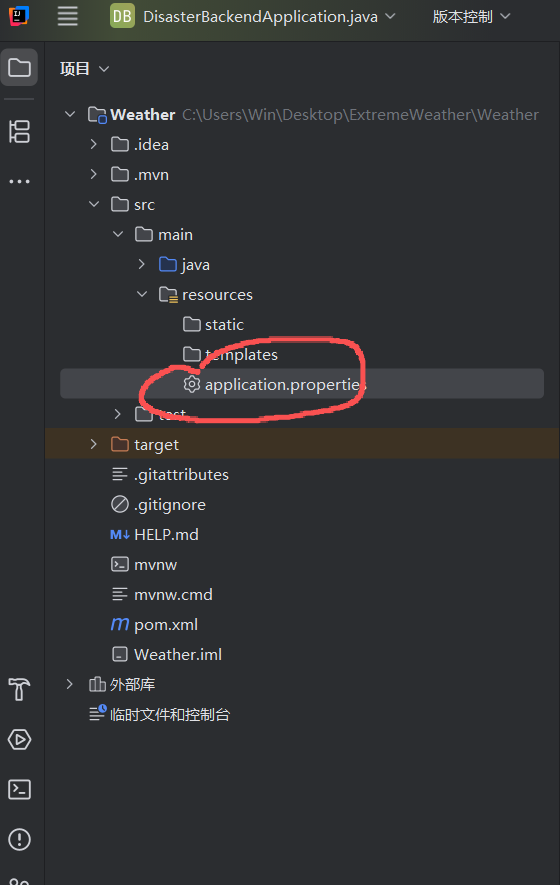 DB DisasterBackendApplication.java 版本控制
项目
Weather C:\Users\Win\Desktop\ExtremeWeather\Weather
.idea
.mvn
src
main
java
resources
static
templates
application.properties
test
target
.gitattributes
.gitignore
M↓ HELP.md
mvnw
mvnw.cmd
m pom.xml
Weather.iml
外部库
临时文件和控制台